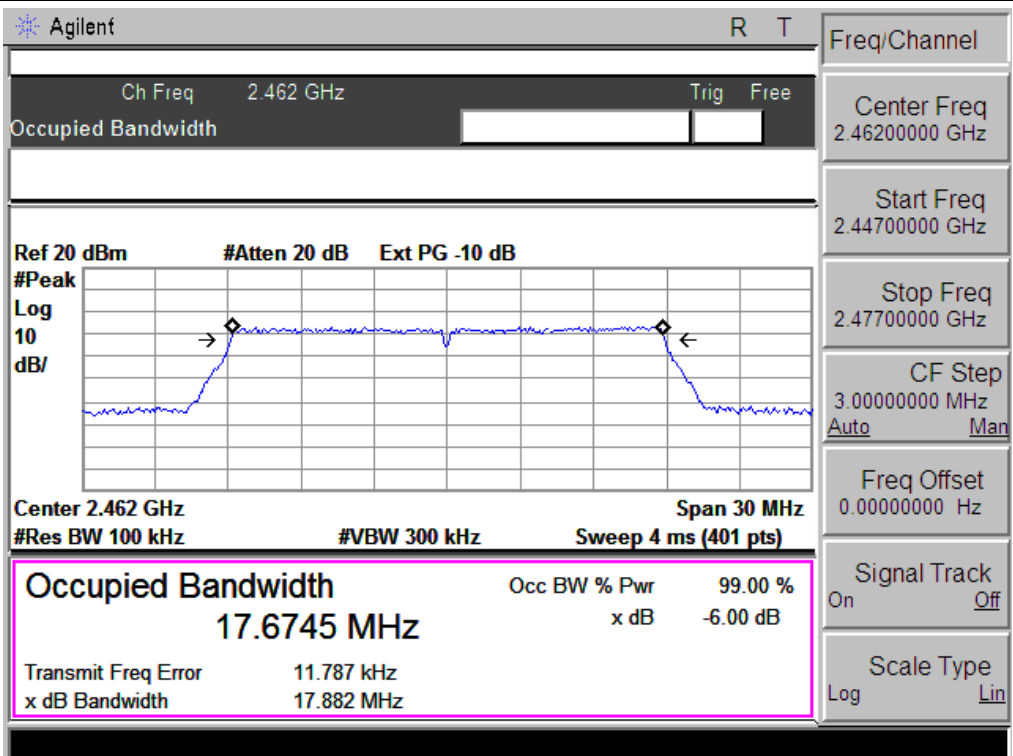 Agilent R T
Ch Freq 2.462 GHz Trig Free
Occupied Bandwidth
Ref 20 dBm #Atten 20 dB Ext PG -10 dB
#Peak
Log
10
dB/
Center 2.462 GHz Span 30 MHz
#Res BW 100 kHz #VBW 300 kHz Sweep 4 ms (401 pts)
Occupied Bandwidth Occ BW % Pwr 99.00 %
17.6745 MHz x dB -6.00 dB
Transmit Freq Error 11.787 kHz
x dB Bandwidth 17.882 MHz
Freq/Channel
Center Freq
2.46200000 GHz
Start Freq
2.44700000 GHz
Stop Freq
2.47700000 GHz
CF Step
3.00000000 MHz
Auto Man
Freq Offset
0.00000000 Hz
Signal Track
On Off
Scale Type
Log Lin